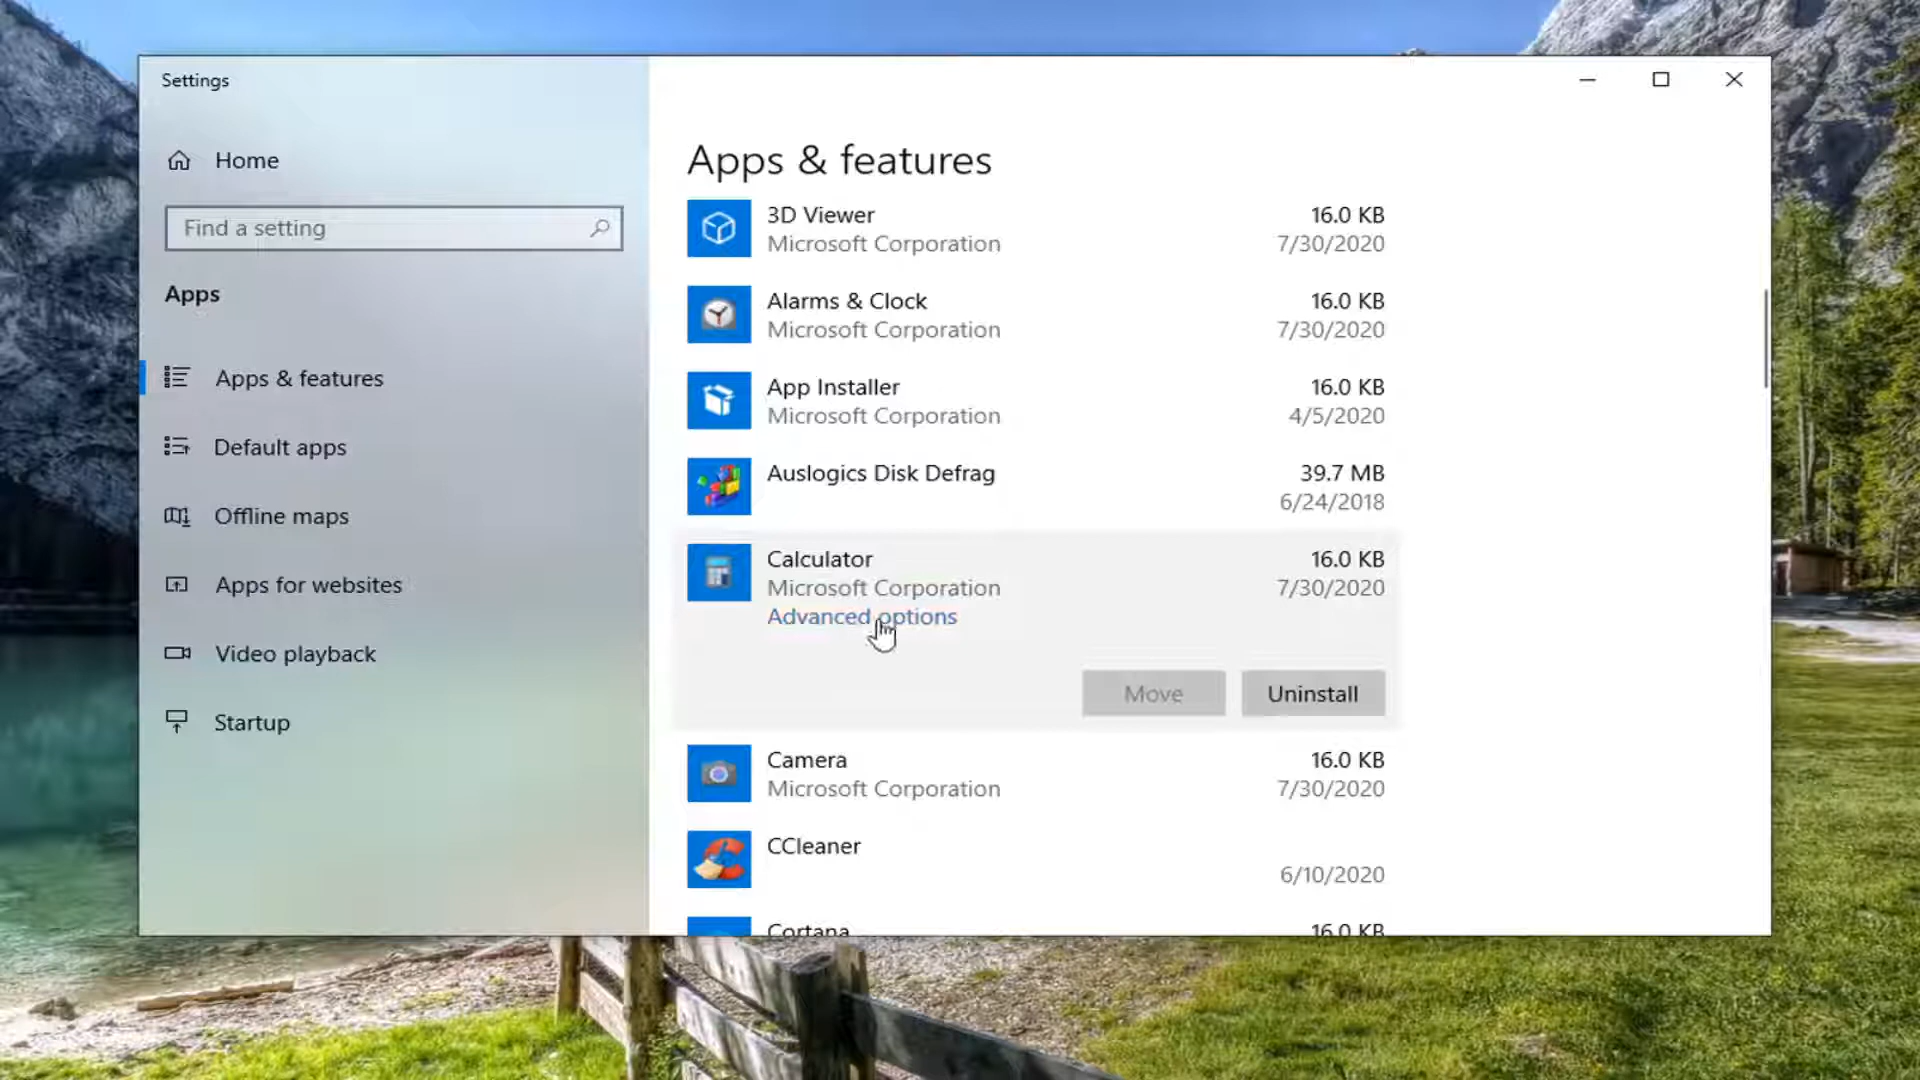 Settings
Home
Find a setting
Apps
Apps & features
Default apps
Offline maps
Apps for websites
Video playback
Startup
Apps & features
3D Viewer 16.0 KB
Microsoft Corporation 7/30/2020
Alarms & Clock 16.0 KB
Microsoft Corporation 7/30/2020
App Installer 16.0 KB
Microsoft Corporation 4/5/2020
Auslogics Disk Defrag 39.7 MB
6/24/2018
Calculator 16.0 KB
Microsoft Corporation 7/30/2020
Advanced options
Move Uninstall
Camera 16.0 KB
Microsoft Corporation 7/30/2020
CCleaner
6/10/2020
Cortana 16.0 KB